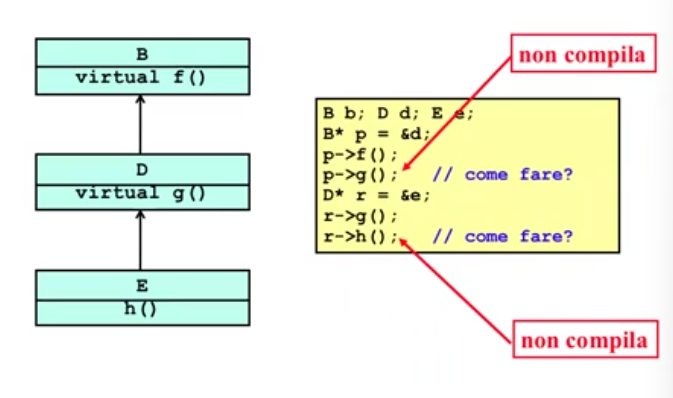 B
virtual f()
D
virtual g()
E
h()
non compila
B b; D d; E e;
B* p = &d;
p->f();
p->g(); // come fare?
D* r = &e;
r->g();
r->h(); // come fare?
non compila